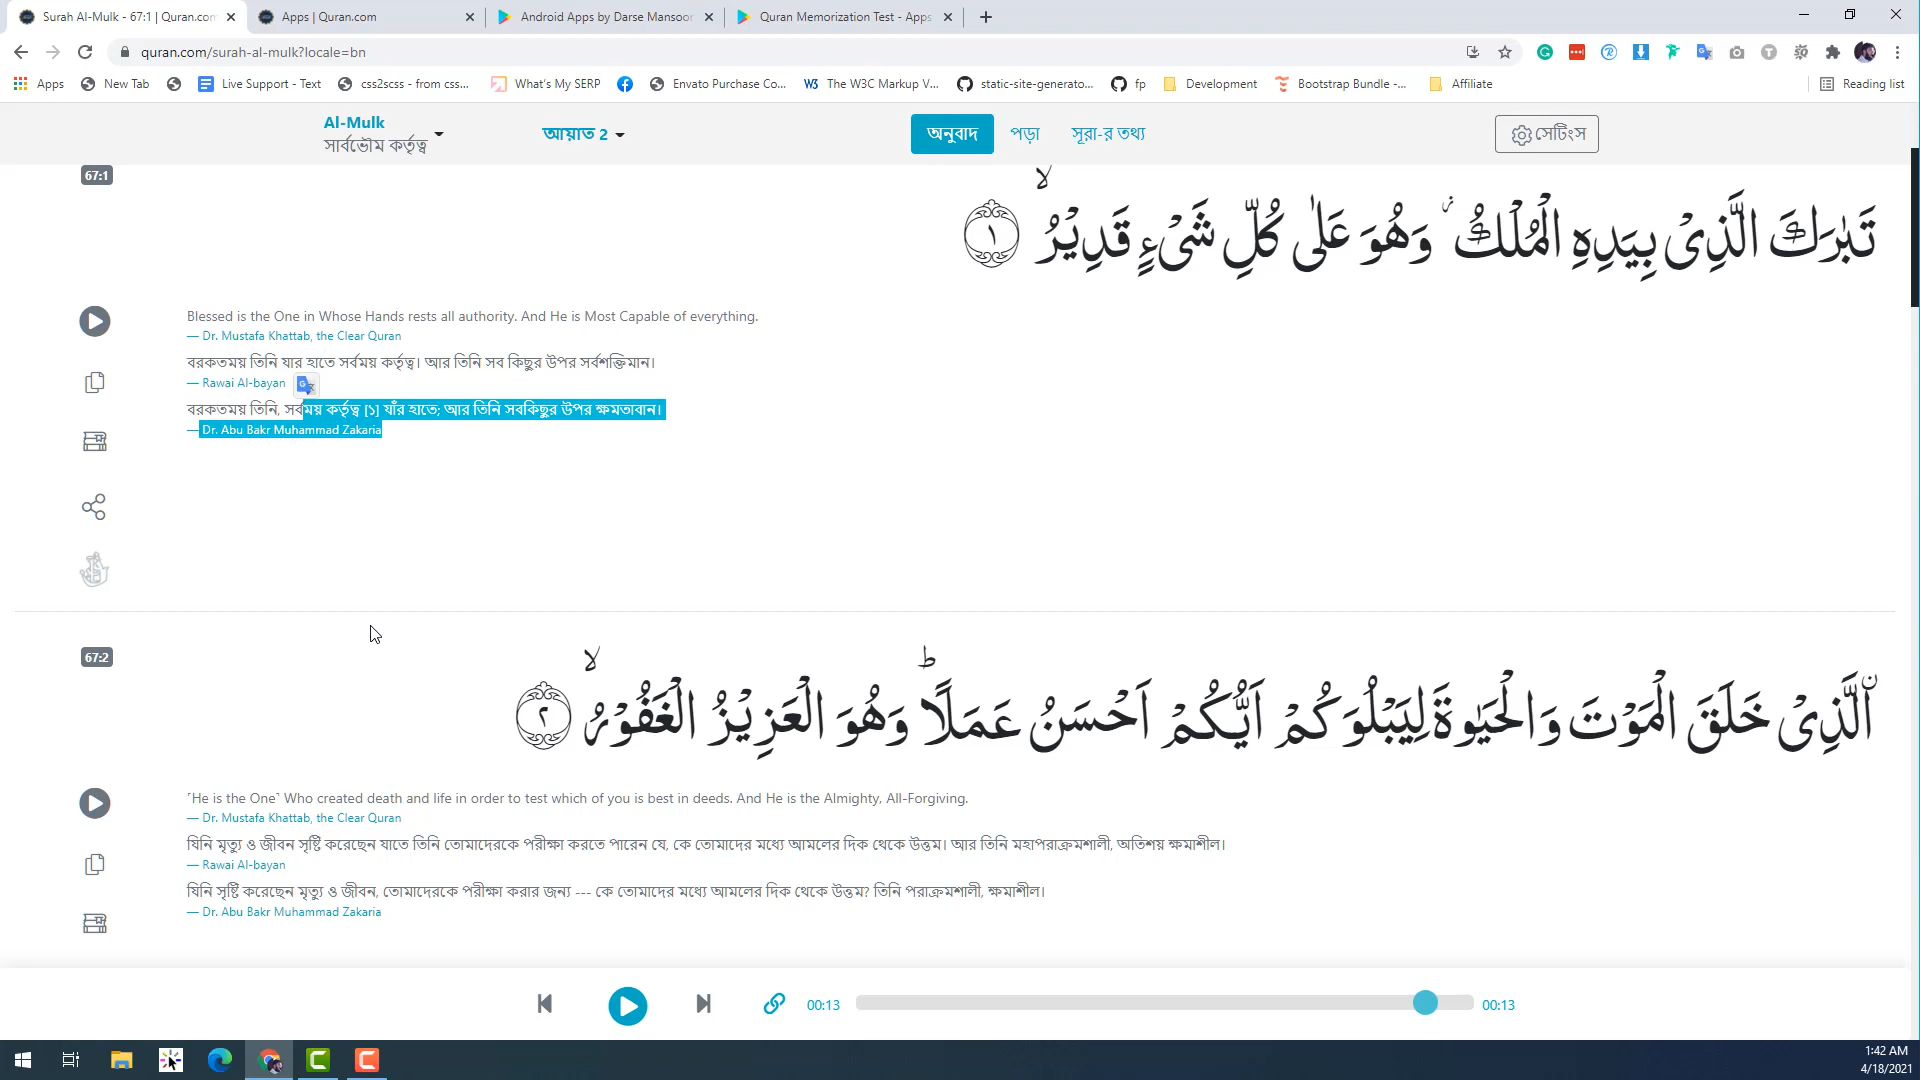 Surah Al-Mulk - 67:1 | Quran.com
Apps | Quran.com
Android Apps by Darse Mansoor
Quran Memorization Test - Apps
quran.com/surah-al-mulk?locale=bn
Apps
New Tab
Live Support - Text
css2scss - from css...
What's My SERP
Envato Purchase Co...
W3 The W3C Markup V...
static-site-generato...
fp
Development
Bootstrap Bundle -...
Affiliate
Reading list
Al-Mulk
সার্বভৌম কর্তৃত্ব
আয়াত 2
অনুবাদ
পড়া
সূরা-র তথ্য
সেটিংস
67:1
تَبٰرَكَ الَّذِىْ بِيَدِهِ الْمُلْكُ ۫ وَهُوَ عَلٰى كُلِّ شَىْءٍ قَدِيْرُ ۙ ١
Blessed is the One in Whose Hands rests all authority. And He is Most Capable of everything.
— Dr. Mustafa Khattab, the Clear Quran
বরকতময় তিনি যার হাতে সর্বময় কর্তৃত্ব। আর তিনি সব কিছুর উপর সর্বশক্তিমান।
— Rawai Al-bayan
বরকতময় তিনি, সর্বময় কর্তৃত্ব [১] যাঁর হাতে; আর তিনি সবকিছুর উপর ক্ষমতাবান।
— Dr. Abu Bakr Muhammad Zakaria
67:2
ۨالَّذِىْ خَلَقَ الْمَوْتَ وَالْحَيٰوةَ لِيَبْلُوَكُمْ اَيُّكُمْ اَحْسَنُ عَمَلًا ؕ وَهُوَ الْعَزِيْزُ الْغَفُوْرُ ۙ ٢
˹He is the One˺ Who created death and life in order to test which of you is best in deeds. And He is the Almighty, All-Forgiving.
— Dr. Mustafa Khattab, the Clear Quran
যিনি মৃত্যু ও জীবন সৃষ্টি করেছেন যাতে তিনি তোমাদেরকে পরীক্ষা করতে পারেন যে, কে তোমাদের মধ্যে আমলের দিক থেকে উত্তম। আর তিনি মহাপরাক্রমশালী, অতিশয় ক্ষমাশীল।
— Rawai Al-bayan
যিনি সৃষ্টি করেছেন মৃত্যু ও জীবন, তোমাদেরকে পরীক্ষা করার জন্য --- কে তোমাদের মধ্যে আমলের দিক থেকে উত্তম? তিনি পরাক্রমশালী, ক্ষমাশীল।
— Dr. Abu Bakr Muhammad Zakaria
00:13
00:13
1:42 AM
4/18/2021